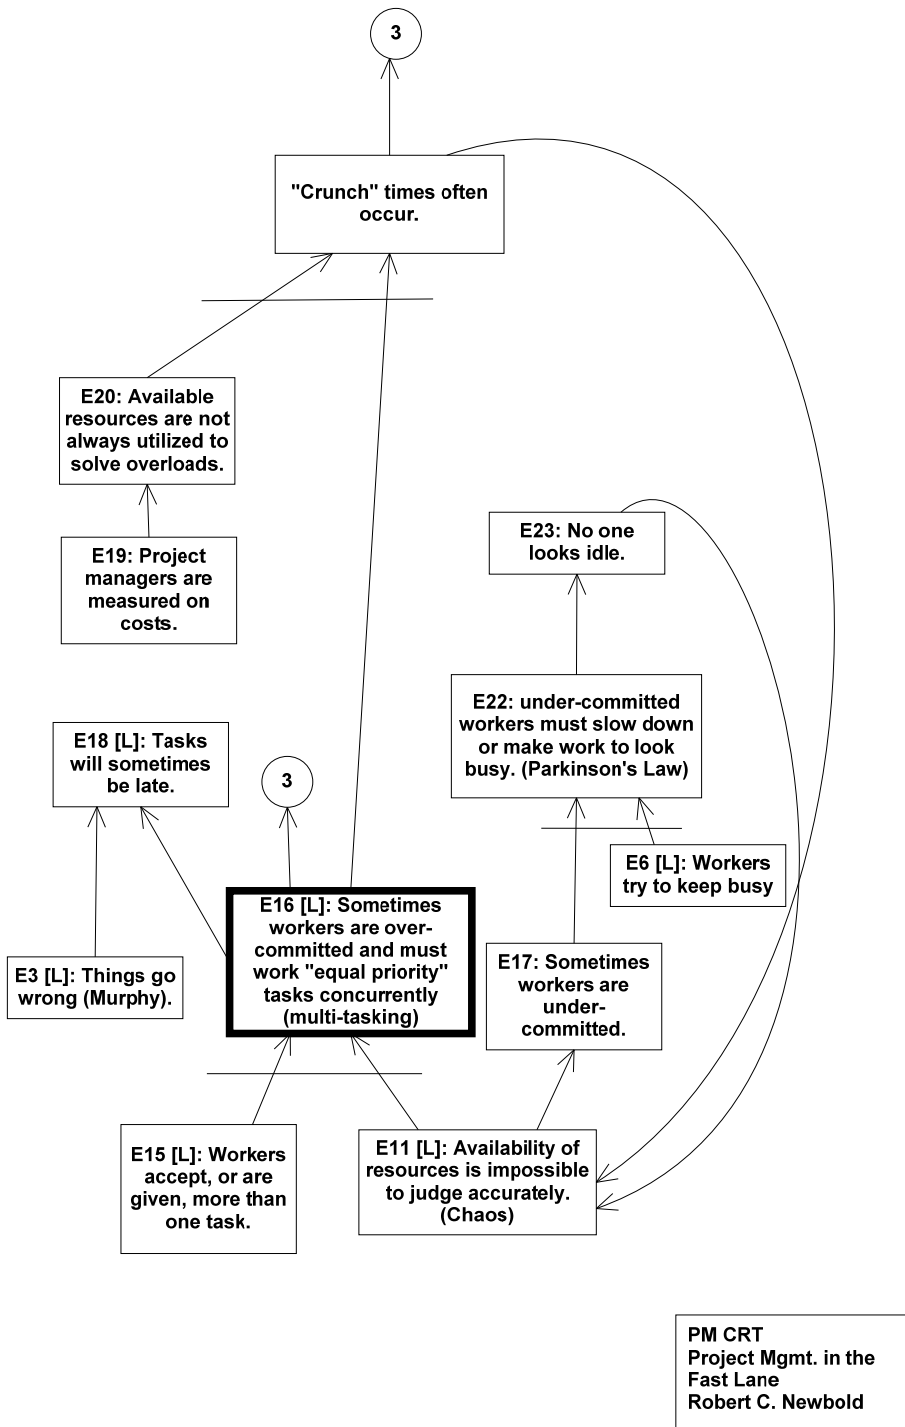 3
"Crunch" times often
occur.
E20: Available
resources are not
always utilized to
solve overloads.
E19: Project
managers are
measured on
costs.
E23: No one
looks idle.
E22: under-committed
workers must slow down
or make work to look
busy. (Parkinson's Law)
E18 [L]: Tasks
will sometimes
be late.
3
E6 [L]: Workers
try to keep busy
E16 [L]: Sometimes
workers are over-
committed and must
work "equal priority"
tasks concurrently
(multi-tasking)
E3 [L]: Things go
wrong (Murphy).
E17: Sometimes
workers are
under-
committed.
E15 [L]: Workers
accept, or are
given, more than
one task.
E11 [L]: Availability of
resources is impossible
to judge accurately.
(Chaos)
PM CRT
Project Mgmt. in the
Fast Lane
Robert C. Newbold